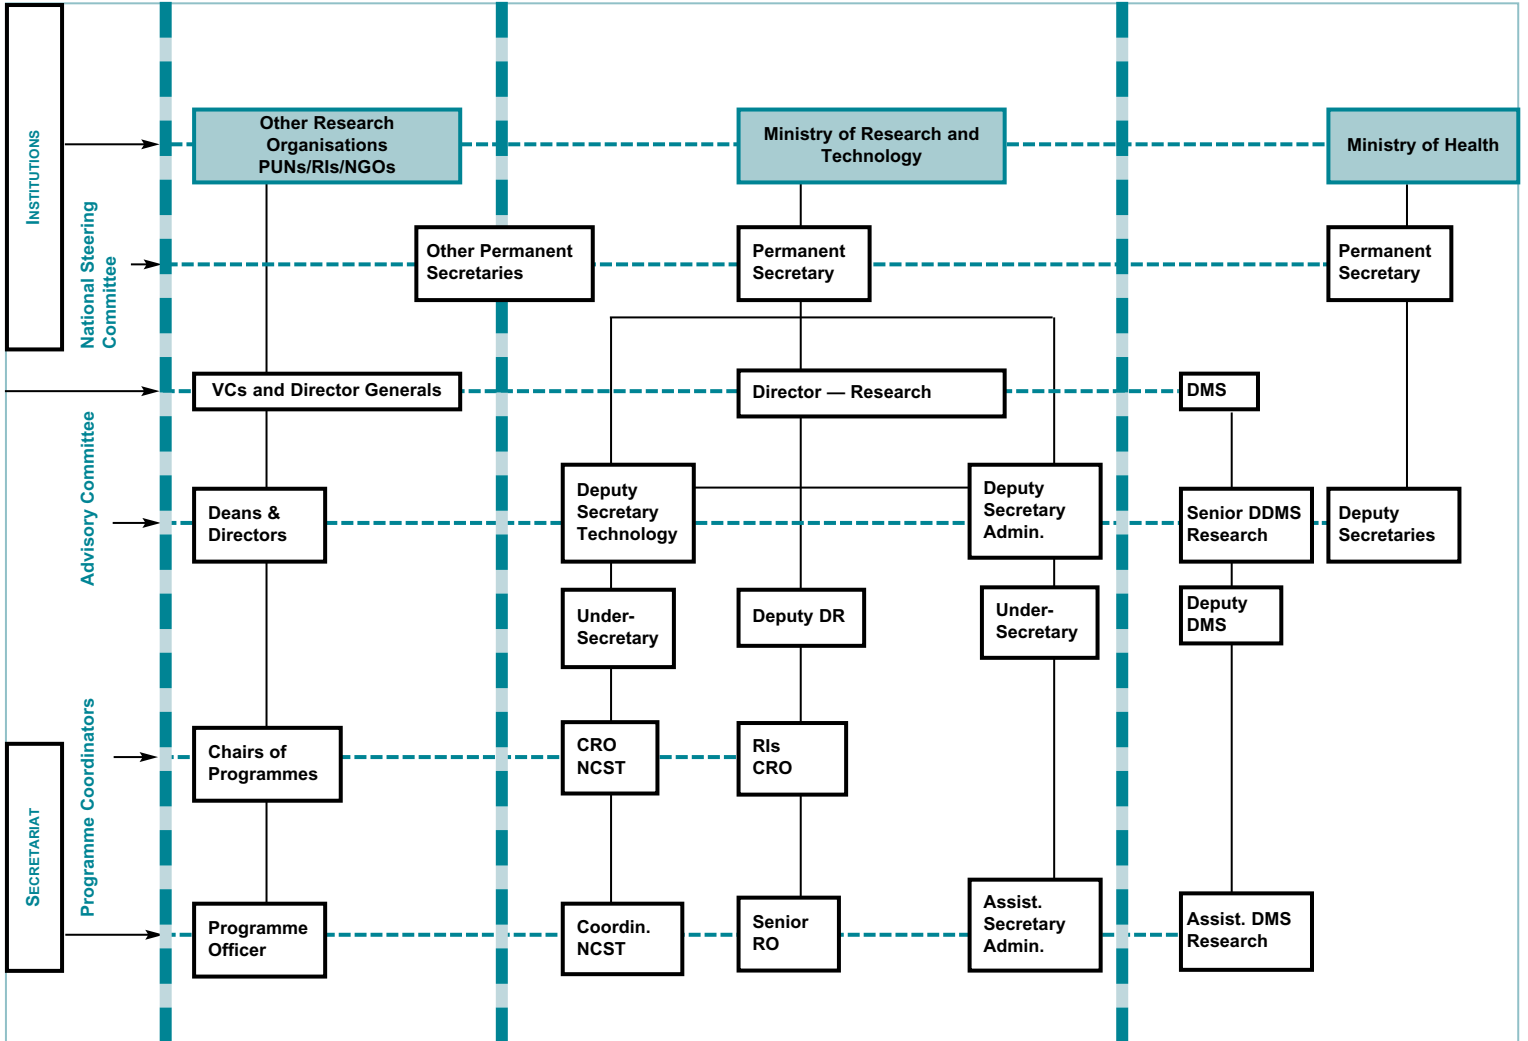 INSTITUTIONS
Other Research
Organisations
PUNs/RIs/NGOs
Ministry of Research and
Technology
Ministry of Health
National Steering
Committee
Other Permanent
Secretaries
Permanent
Secretary
Permanent
Secretary
VCs and Director Generals
Director — Research
DMS
Advisory Committee
Deans &
Directors
Deputy
Secretary
Technology
Deputy
Secretary
Admin.
Senior DDMS
Research
Deputy
Secretaries
Under-
Secretary
Deputy DR
Under-
Secretary
Deputy
DMS
Programme Coordinators
Chairs of
Programmes
CRO
NCST
RIs
CRO
SECRETARIAT
Programme
Officer
Coordin.
NCST
Senior
RO
Assist.
Secretary
Admin.
Assist. DMS
Research